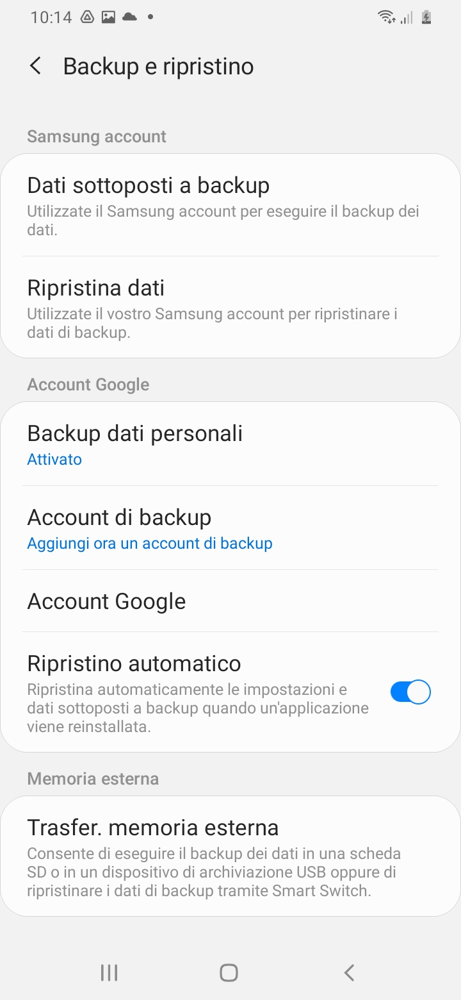 10:14
Backup e ripristino
Samsung account
Dati sottoposti a backup
Utilizzate il Samsung account per eseguire il backup dei
dati.
Ripristina dati
Utilizzate il vostro Samsung account per ripristinare i
dati di backup.
Account Google
Backup dati personali
Attivato
Account di backup
Aggiungi ora un account di backup
Account Google
Ripristino automatico
Ripristina automaticamente le impostazioni e
dati sottoposti a backup quando un'applicazione
viene reinstallata.
Memoria esterna
Trasfer. memoria esterna
Consente di eseguire il backup dei dati in una scheda
SD o in un dispositivo di archiviazione USB oppure di
ripristinare i dati di backup tramite Smart Switch.